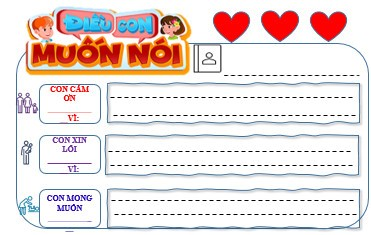 ĐIỀU CON
MUỐN NÓI
CON CẢM
ƠN
VÌ:
CON XIN
LỖI
VÌ:
CON MONG
MUỐN